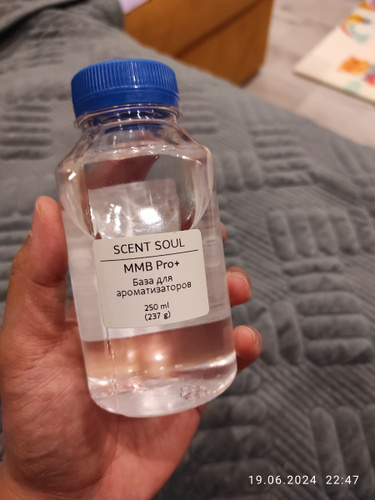 SCENT SOUL
MMB Pro+
База для
ароматизаторов
250 ml
(237 g)
19.06.2024 22:47